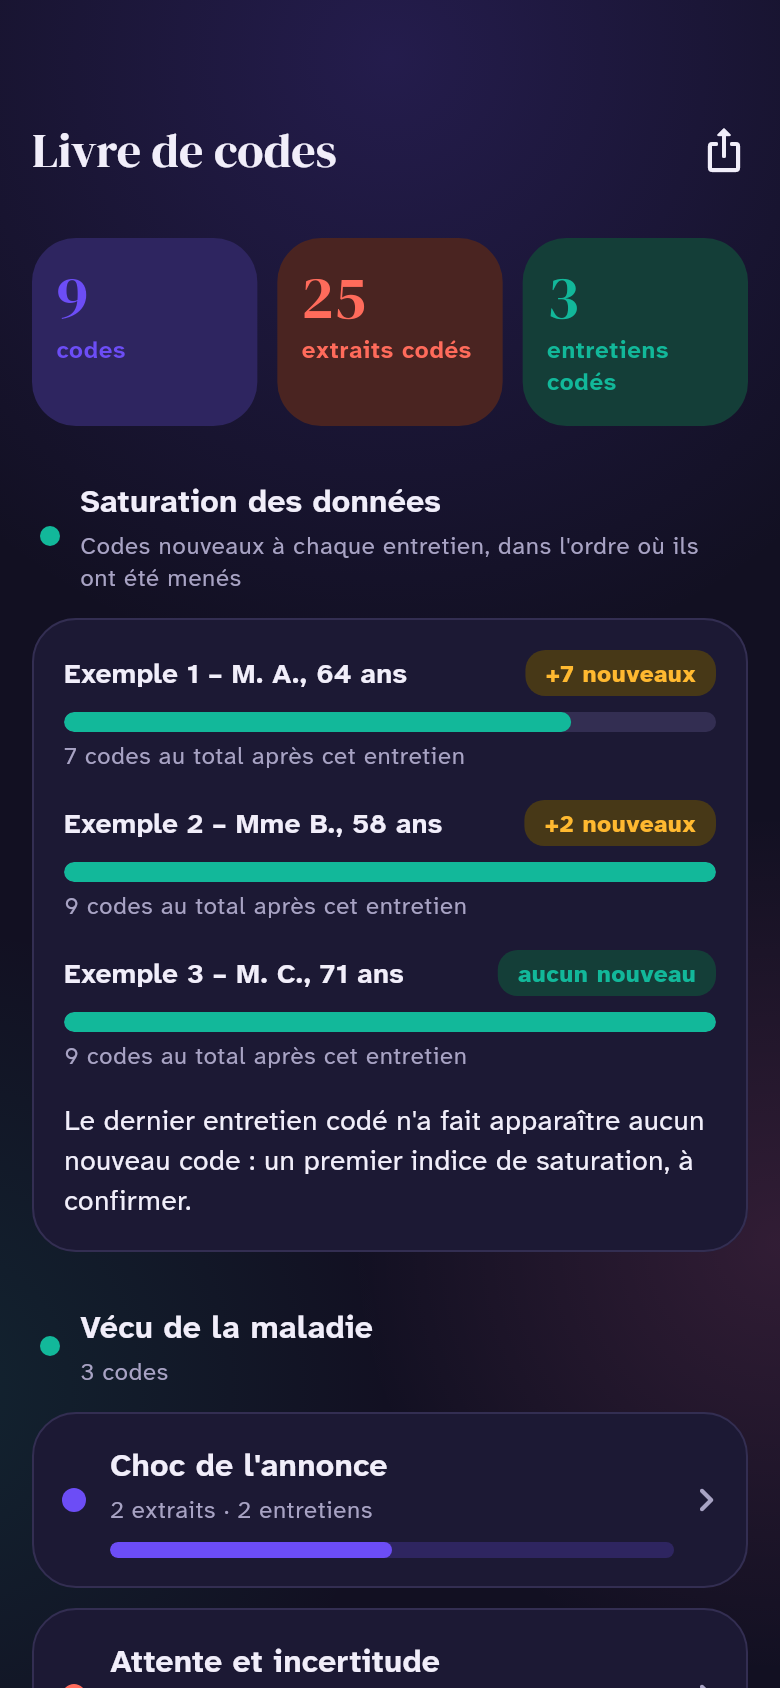 Livre de codes
9
codes
25
extraits codés
3
entretiens
codés
Saturation des données
Codes nouveaux à chaque entretien, dans l'ordre où ils
ont été menés
Exemple 1 – M. A., 64 ans
+7 nouveaux
7 codes au total après cet entretien
Exemple 2 – Mme B., 58 ans
+2 nouveaux
9 codes au total après cet entretien
Exemple 3 – M. C., 71 ans
aucun nouveau
9 codes au total après cet entretien
Le dernier entretien codé n'a fait apparaître aucun
nouveau code : un premier indice de saturation, à
confirmer.
Vécu de la maladie
3 codes
Choc de l'annonce
2 extraits · 2 entretiens
Attente et incertitude